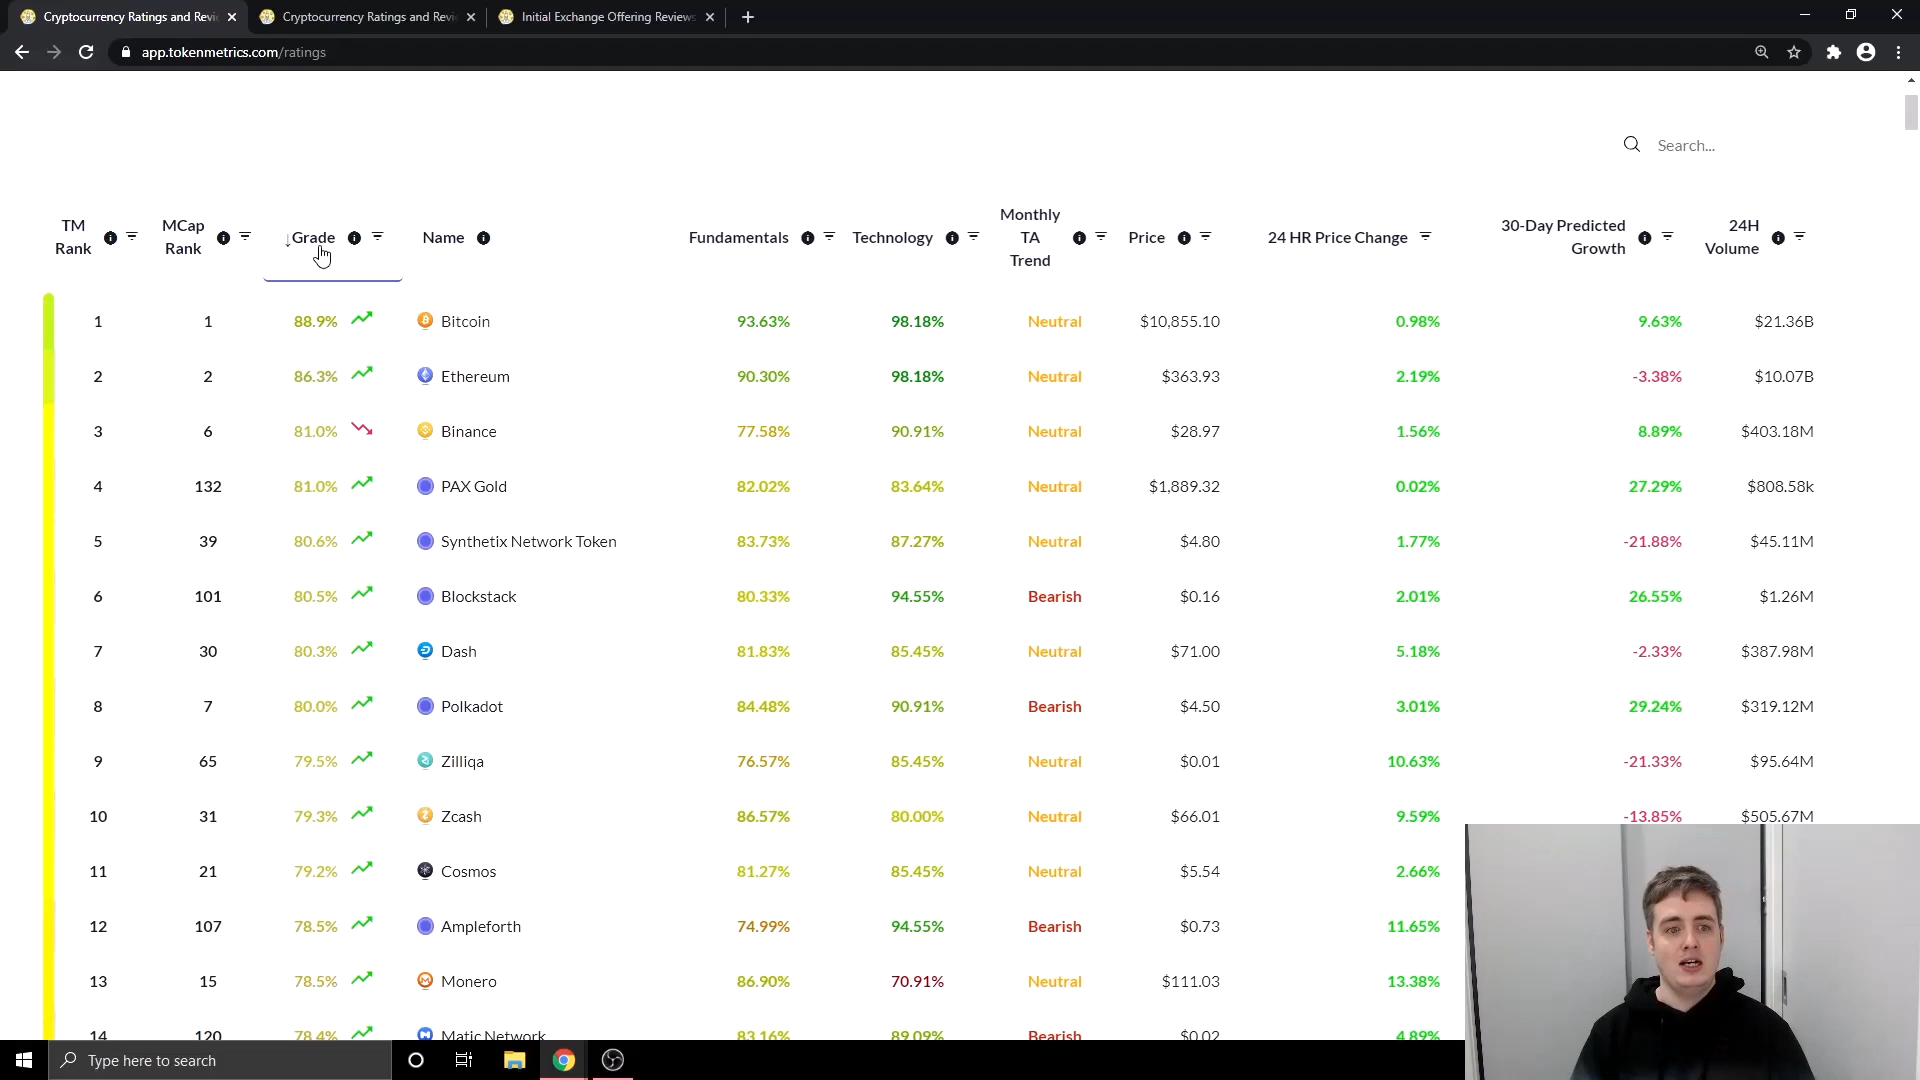 Cryptocurrency Ratings and Revi
Cryptocurrency Ratings and Revi
Initial Exchange Offering Reviews
app.tokenmetrics.com/ratings
Search...
TM Rank
MCap Rank
↓Grade
Name
Fundamentals
Technology
Monthly TA Trend
Price
24 HR Price Change
30-Day Predicted Growth
24H Volume
1 1 88.9% Bitcoin 93.63% 98.18% Neutral $10,855.10 0.98% 9.63% $21.36B
2 2 86.3% Ethereum 90.30% 98.18% Neutral $363.93 2.19% -3.38% $10.07B
3 6 81.0% Binance 77.58% 90.91% Neutral $28.97 1.56% 8.89% $403.18M
4 132 81.0% PAX Gold 82.02% 83.64% Neutral $1,889.32 0.02% 27.29% $808.58k
5 39 80.6% Synthetix Network Token 83.73% 87.27% Neutral $4.80 1.77% -21.88% $45.11M
6 101 80.5% Blockstack 80.33% 94.55% Bearish $0.16 2.01% 26.55% $1.26M
7 30 80.3% Dash 81.83% 85.45% Neutral $71.00 5.18% -2.33% $387.98M
8 7 80.0% Polkadot 84.48% 90.91% Bearish $4.50 3.01% 29.24% $319.12M
9 65 79.5% Zilliqa 76.57% 85.45% Neutral $0.01 10.63% -21.33% $95.64M
10 31 79.3% Zcash 86.57% 80.00% Neutral $66.01 9.59% -13.85% $505.67M
11 21 79.2% Cosmos 81.27% 85.45% Neutral $5.54 2.66%
12 107 78.5% Ampleforth 74.99% 94.55% Bearish $0.73 11.65%
13 15 78.5% Monero 86.90% 70.91% Neutral $111.03 13.38%
14 120 78.4% Matic Network 83.16% 89.09% Bearish $0.02 4.89%
Type here to search